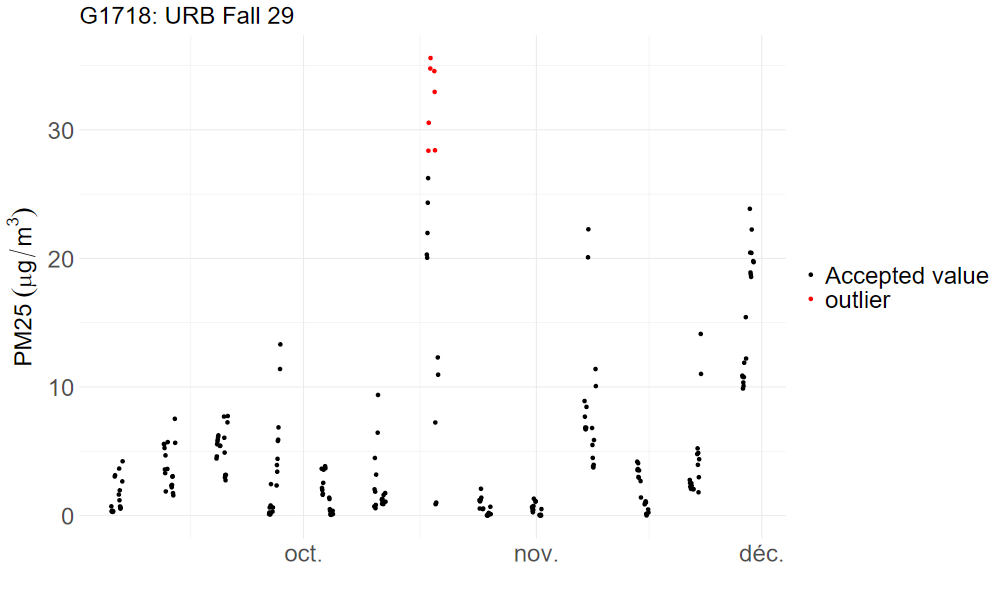 G1718: URB Fall 29
PM25 (μg/m³)
30
20
10
0
oct.
nov.
déc.
Accepted value
outlier